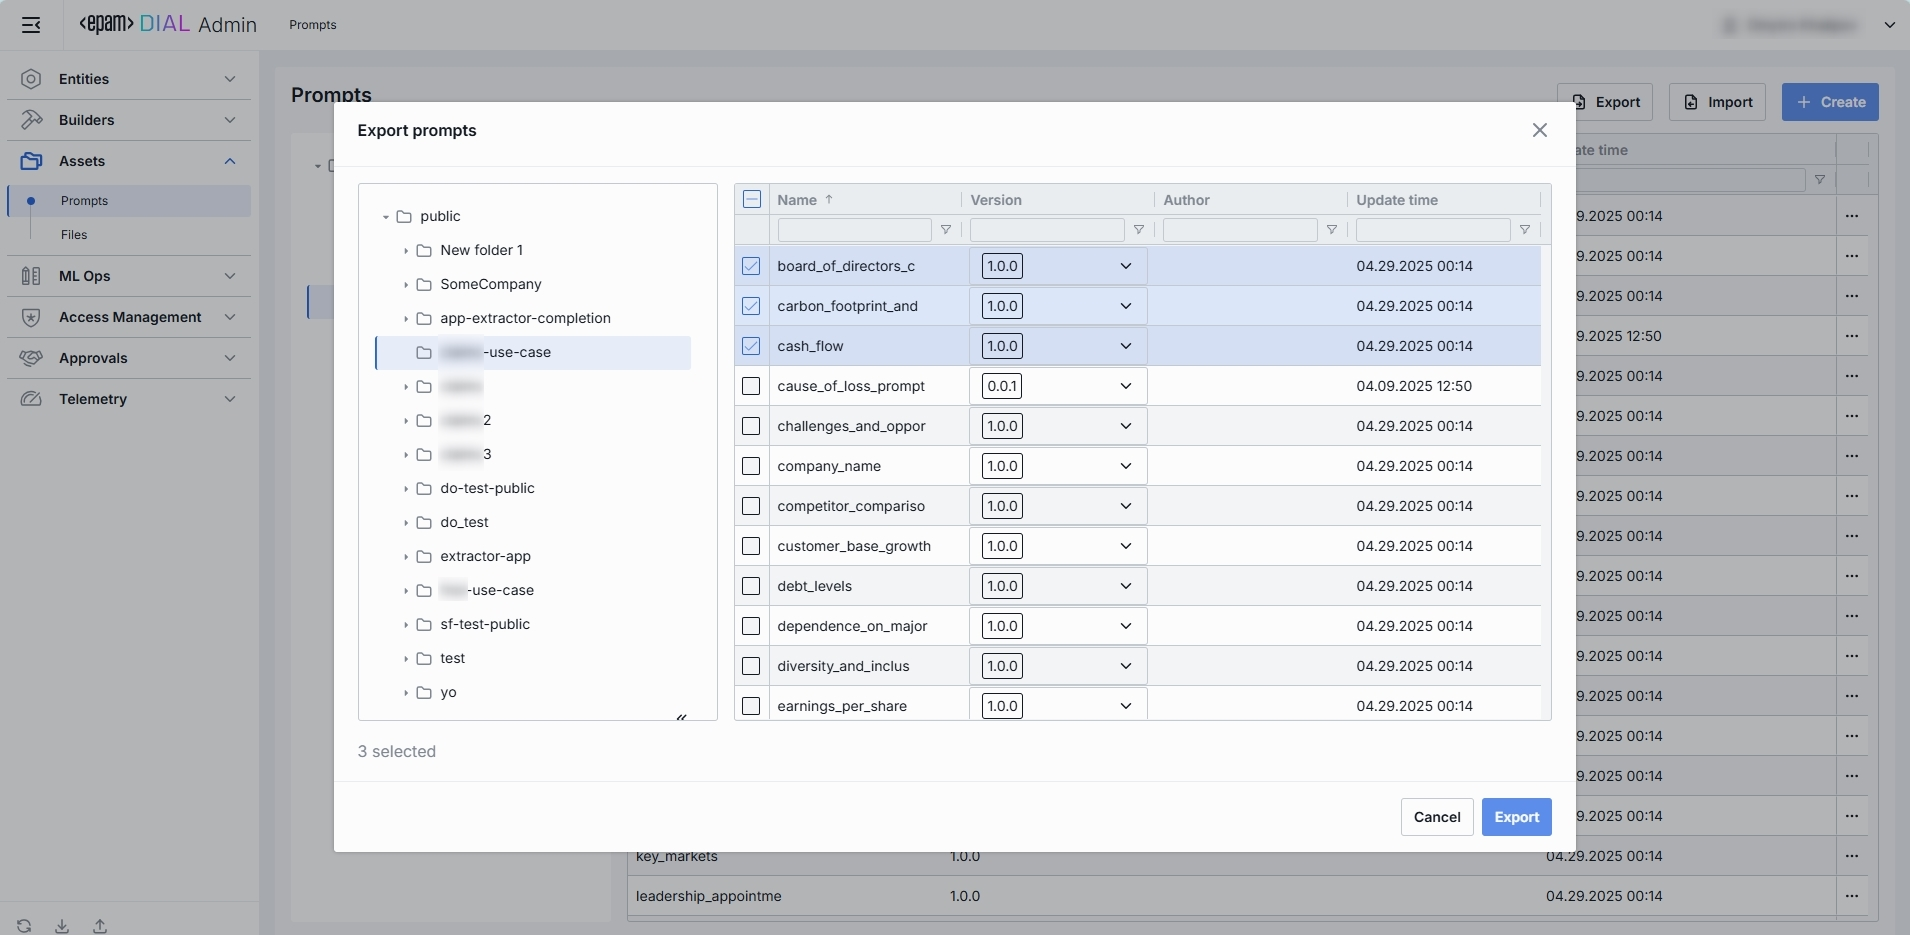 <epam> DIAL Admin
Prompts
Entities
Builders
Assets
Prompts
Files
ML Ops
Access Management
Approvals
Telemetry
Prompts
Export
Import
Create
Export prompts
public
New folder 1
SomeCompany
app-extractor-completion
-use-case
2
3
do-test-public
do_test
extractor-app
-use-case
sf-test-public
test
yo
Name Version Author Update time
board_of_directors_c 1.0.0 04.29.2025 00:14
carbon_footprint_and 1.0.0 04.29.2025 00:14
cash_flow 1.0.0 04.29.2025 00:14
cause_of_loss_prompt 0.0.1 04.09.2025 12:50
challenges_and_oppor 1.0.0 04.29.2025 00:14
company_name 1.0.0 04.29.2025 00:14
competitor_compariso 1.0.0 04.29.2025 00:14
customer_base_growth 1.0.0 04.29.2025 00:14
debt_levels 1.0.0 04.29.2025 00:14
dependence_on_major 1.0.0 04.29.2025 00:14
diversity_and_inclus 1.0.0 04.29.2025 00:14
earnings_per_share 1.0.0 04.29.2025 00:14
3 selected
Cancel
Export
ate time
9.2025 00:14
9.2025 00:14
9.2025 00:14
9.2025 12:50
9.2025 00:14
9.2025 00:14
9.2025 00:14
9.2025 00:14
9.2025 00:14
9.2025 00:14
9.2025 00:14
9.2025 00:14
9.2025 00:14
9.2025 00:14
9.2025 00:14
9.2025 00:14
key_markets 1.0.0 04.29.2025 00:14
leadership_appointme 1.0.0 04.29.2025 00:14